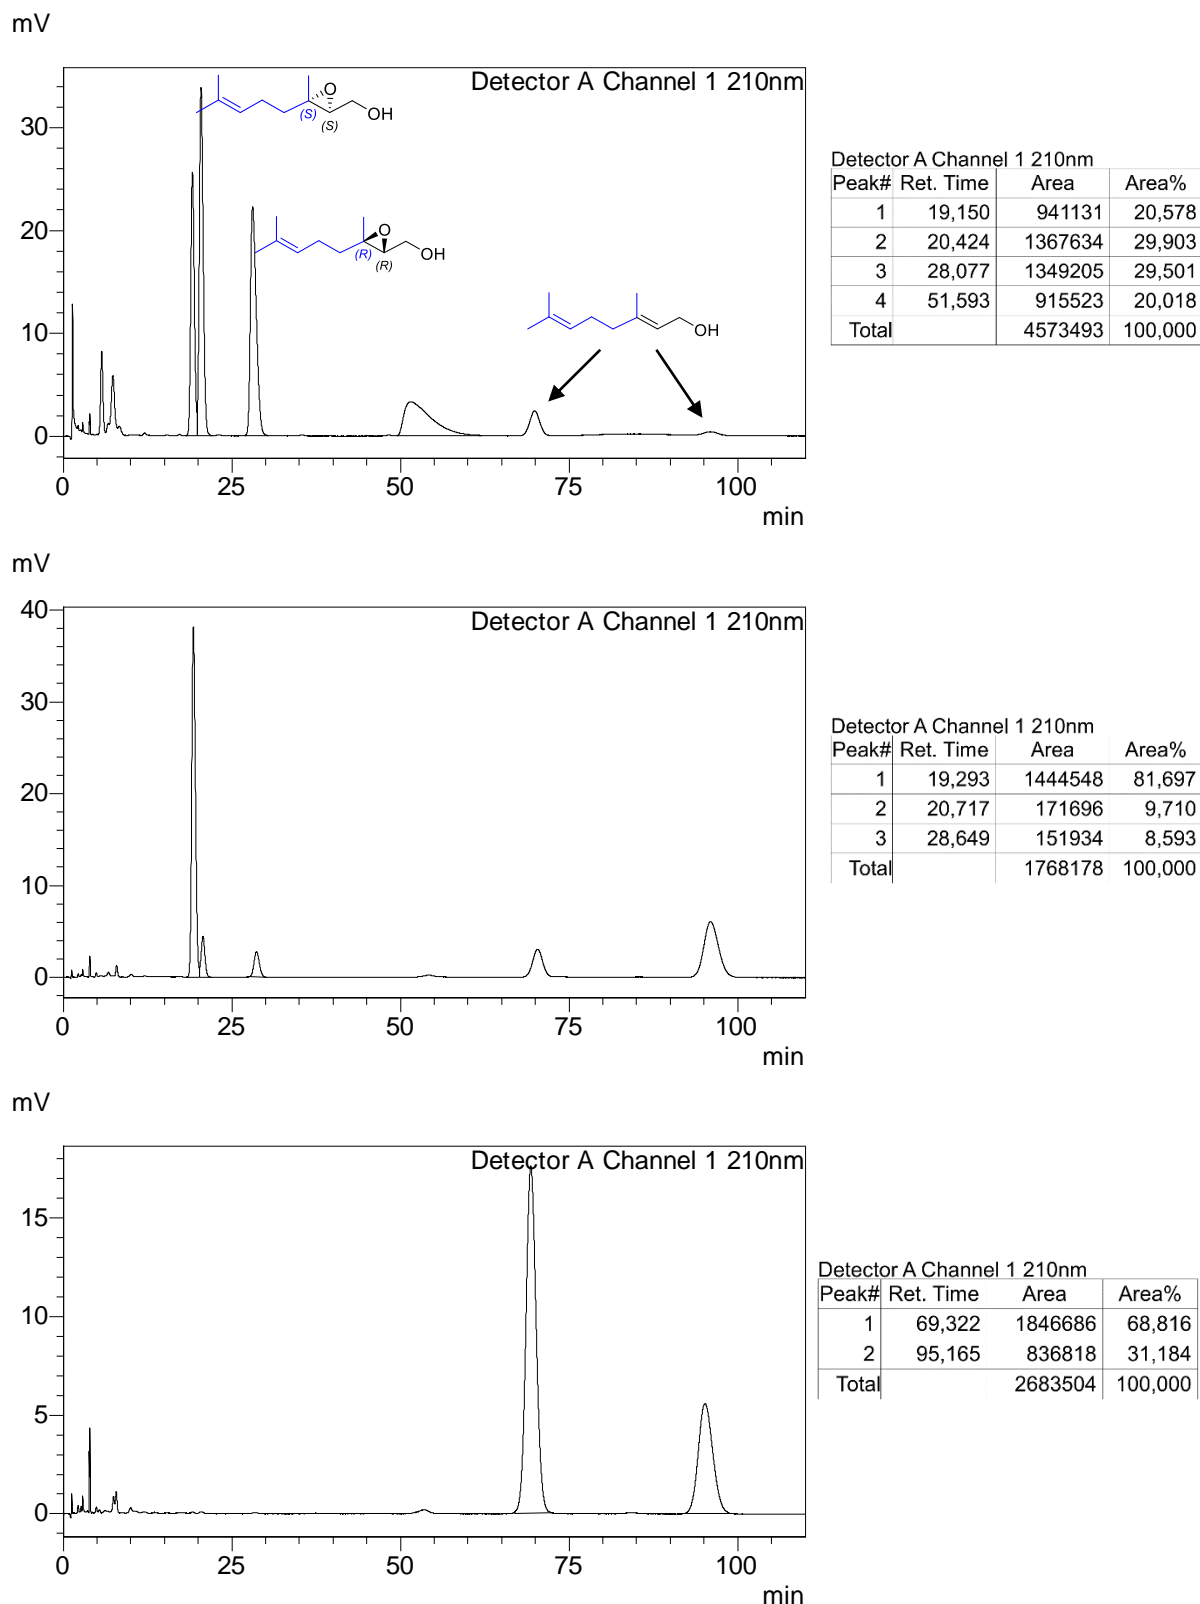 mV
Detector A Channel 1 210nm
30
20
10
0
0 25 50 75 100
min
O
OH
(S)
(S)
O
OH
(R)
(R)
OH
Detector A Channel 1 210nm
Peak# Ret. Time Area Area%
1 19,150 941131 20,578
2 20,424 1367634 29,903
3 28,077 1349205 29,501
4 51,593 915523 20,018
Total 4573493 100,000
mV
Detector A Channel 1 210nm
40
30
20
10
0
0 25 50 75 100
min
Detector A Channel 1 210nm
Peak# Ret. Time Area Area%
1 19,293 1444548 81,697
2 20,717 171696 9,710
3 28,649 151934 8,593
Total 1768178 100,000
mV
Detector A Channel 1 210nm
15
10
5
0
0 25 50 75 100
min
Detector A Channel 1 210nm
Peak# Ret. Time Area Area%
1 69,322 1846686 68,816
2 95,165 836818 31,184
Total 2683504 100,000